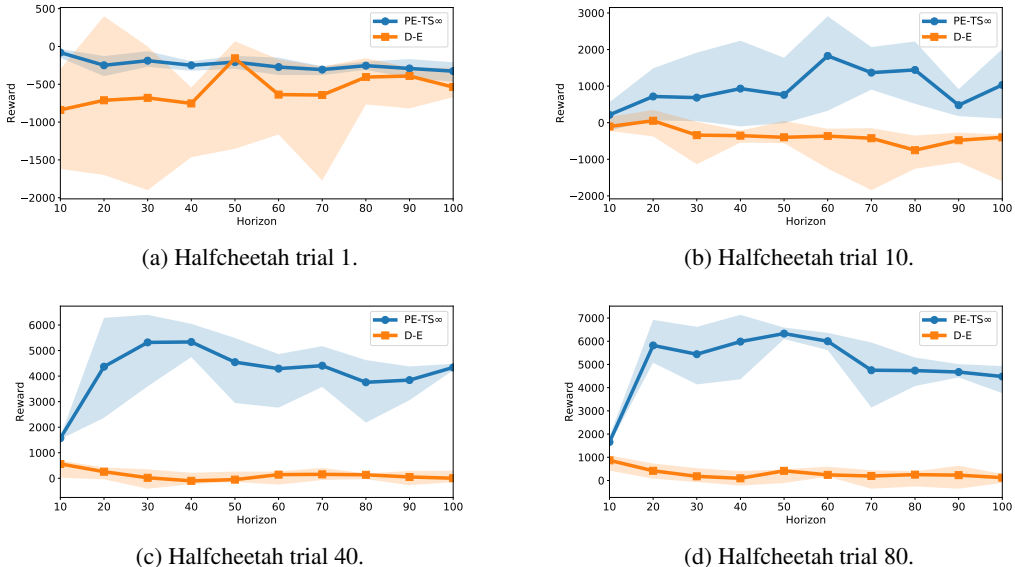 500
0
−500
−1000
−1500
−2000
Reward
10 20 30 40 50 60 70 80 90 100
Horizon
PE-TS∞
D-E
(a) Halfcheetah trial 1.
3000
2000
1000
0
−1000
−2000
Reward
10 20 30 40 50 60 70 80 90 100
Horizon
PE-TS∞
D-E
(b) Halfcheetah trial 10.
6000
5000
4000
3000
2000
1000
0
Reward
10 20 30 40 50 60 70 80 90 100
Horizon
PE-TS∞
D-E
(c) Halfcheetah trial 40.
7000
6000
5000
4000
3000
2000
1000
0
Reward
10 20 30 40 50 60 70 80 90 100
Horizon
PE-TS∞
D-E
(d) Halfcheetah trial 80.